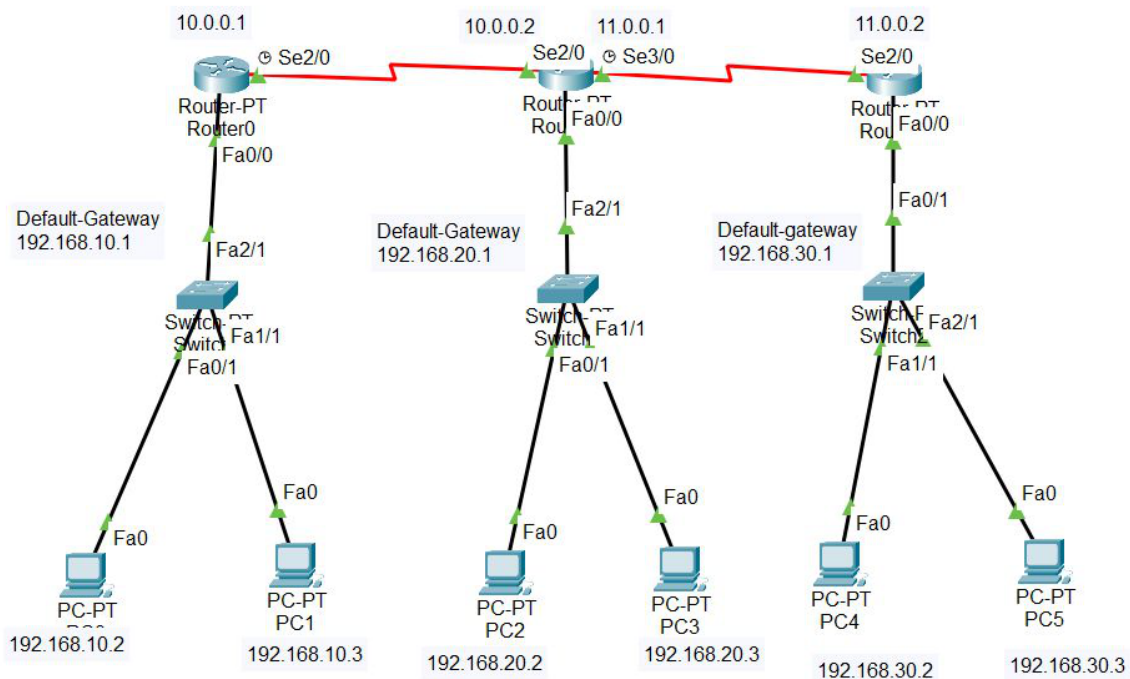 10.0.0.1
10.0.0.2
11.0.0.1
11.0.0.2
Se2/0
Se2/0
Se3/0
Se2/0
Router-PT
Router0
Fa0/0
Fa0/0
Fa0/0
Default-Gateway
192.168.10.1
Fa2/1
Default-Gateway
192.168.20.1
Fa2/1
Default-gateway
192.168.30.1
Fa0/1
Fa1/1
Fa0/1
Fa1/1
Fa0/1
Fa2/1
Fa1/1
Fa0
Fa0
Fa0
Fa0
Fa0
Fa0
PC-PT
192.168.10.2
PC-PT
PC1
192.168.10.3
PC-PT
PC2
192.168.20.2
PC-PT
PC3
192.168.20.3
PC-PT
PC4
192.168.30.2
PC-PT
PC5
192.168.30.3